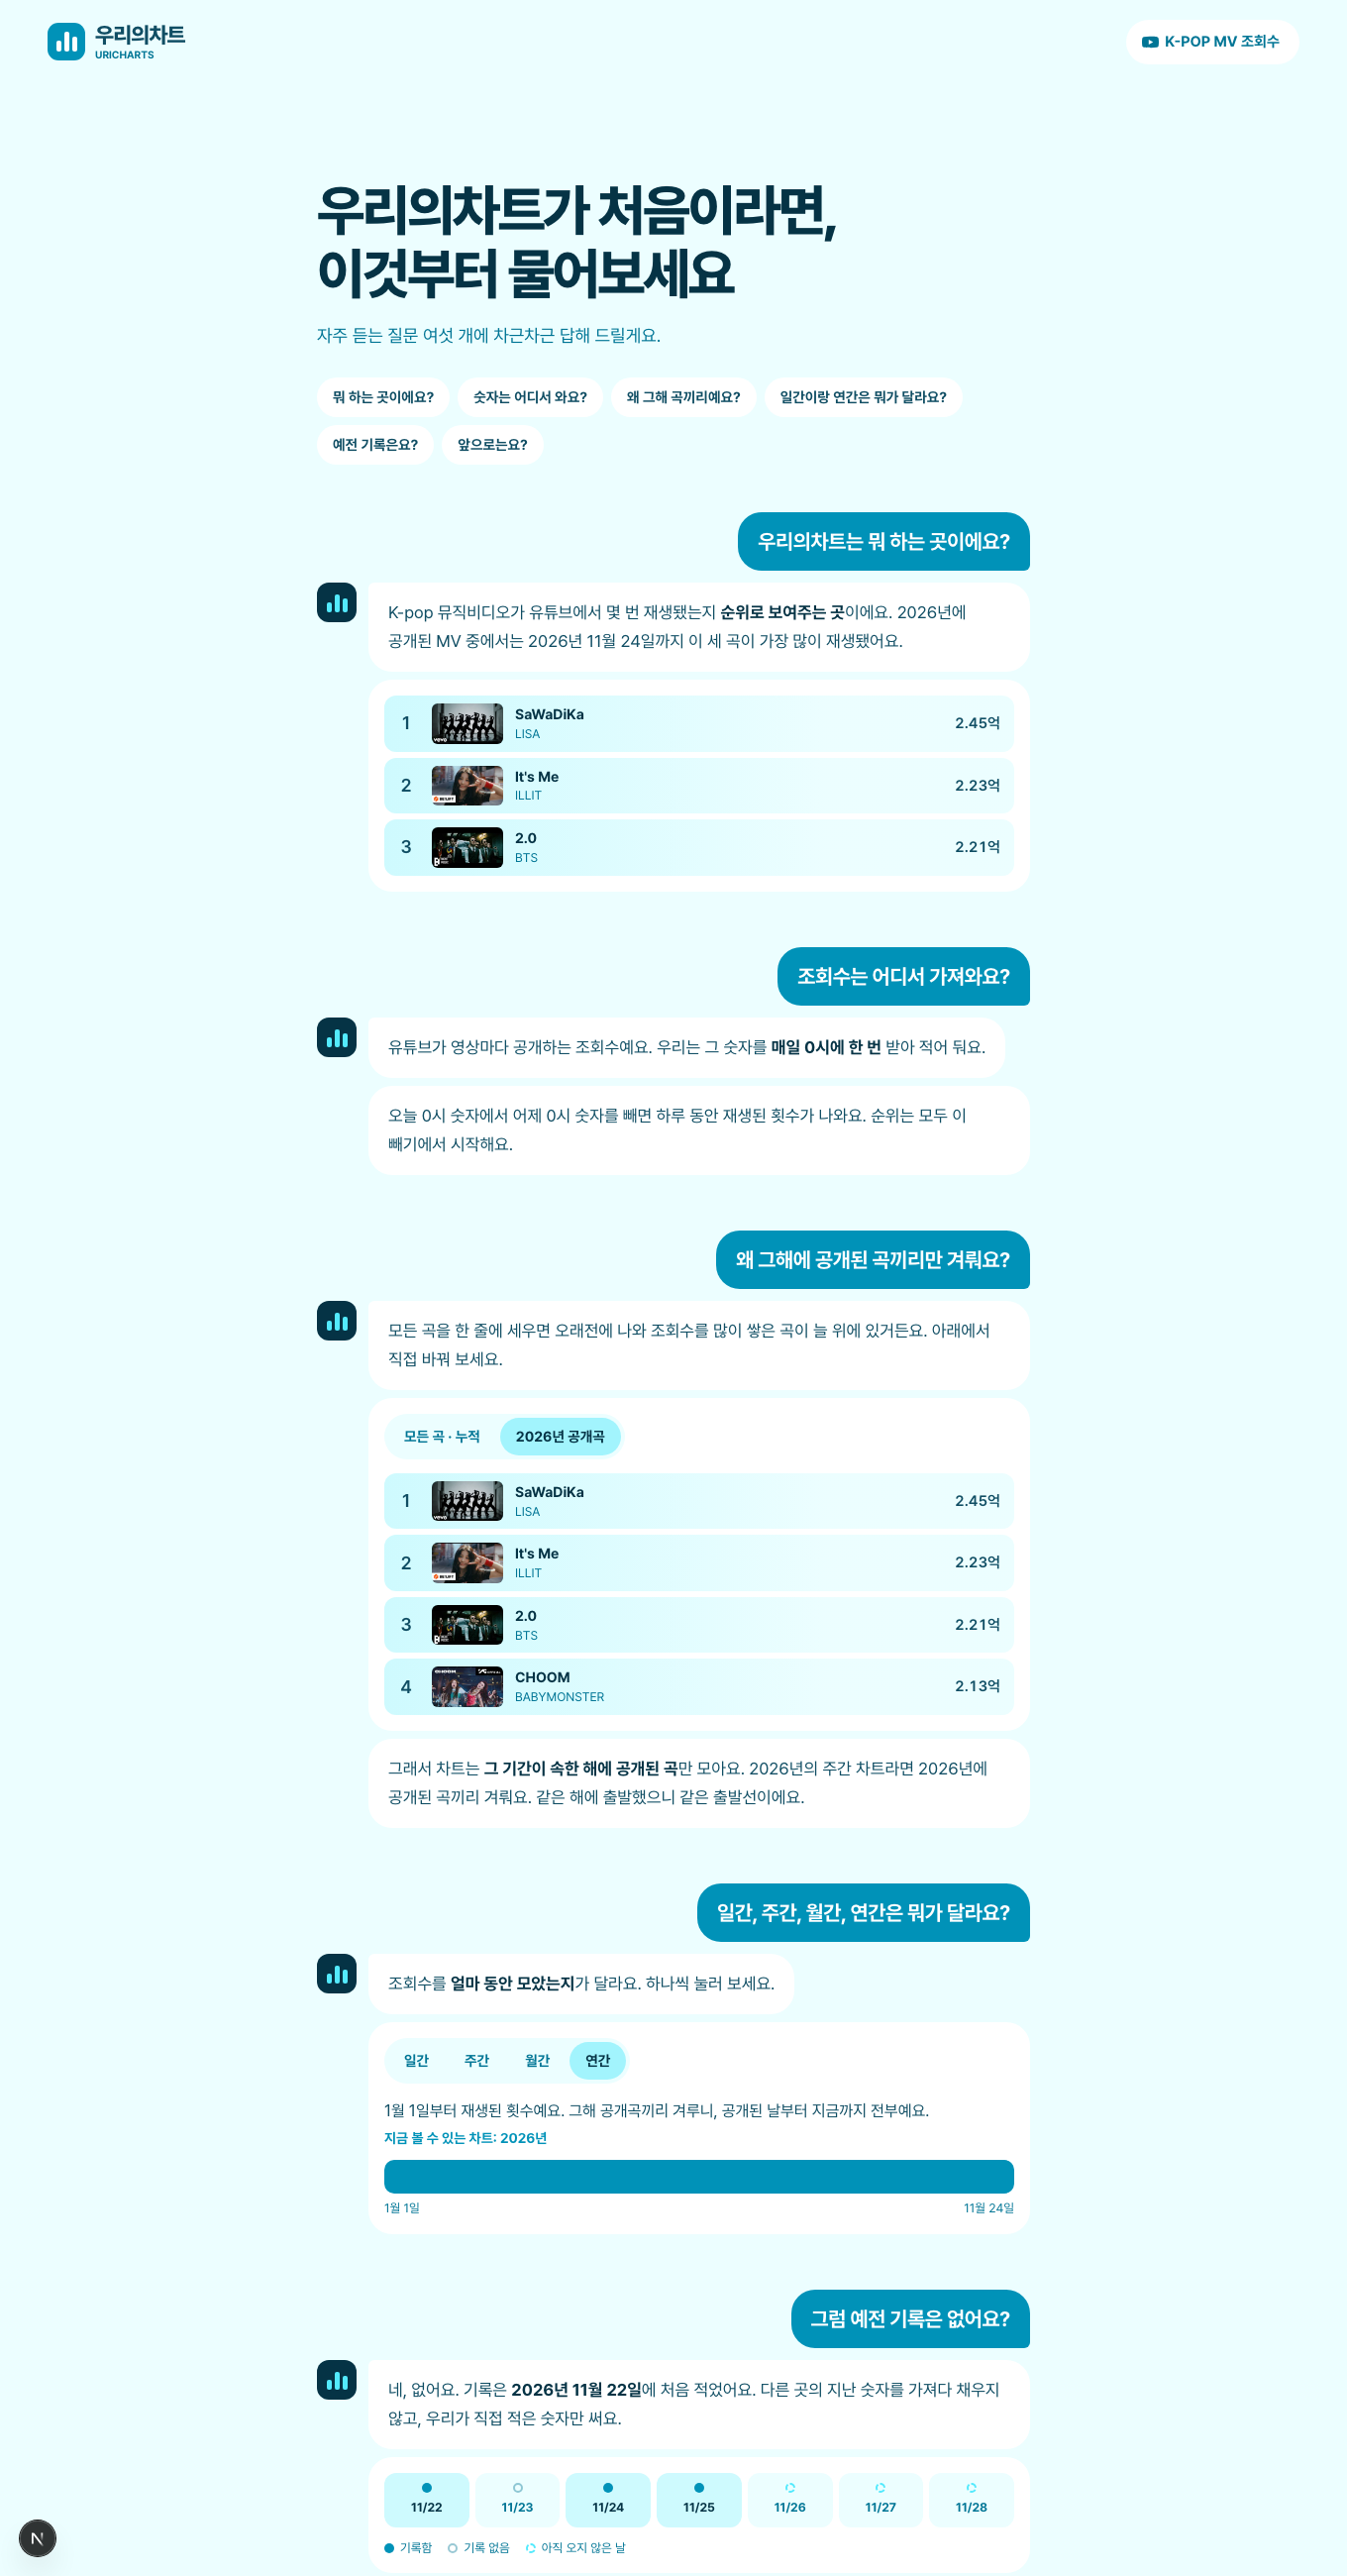 우리의차트
URICHARTS
K-POP MV 조회수
우리의차트가 처음이라면,
이것부터 물어보세요
자주 듣는 질문 여섯 개에 차근차근 답해 드릴게요.
뭐 하는 곳이에요?
숫자는 어디서 와요?
왜 그해 곡끼리예요?
일간이랑 연간은 뭐가 달라요?
예전 기록은요?
앞으로는요?
우리의차트는 뭐 하는 곳이에요?
K-pop 뮤직비디오가 유튜브에서 몇 번 재생됐는지 순위로 보여주는 곳이에요. 2026년에
공개된 MV 중에서는 2026년 11월 24일까지 이 세 곡이 가장 많이 재생됐어요.
1
SaWaDiKa
LISA
2.45억
2
It's Me
ILLIT
2.23억
3
2.0
BTS
2.21억
조회수는 어디서 가져와요?
유튜브가 영상마다 공개하는 조회수예요. 우리는 그 숫자를 매일 0시에 한 번 받아 적어 둬요.
오늘 0시 숫자에서 어제 0시 숫자를 빼면 하루 동안 재생된 횟수가 나와요. 순위는 모두 이
빼기에서 시작해요.
왜 그해에 공개된 곡끼리만 겨뤄요?
모든 곡을 한 줄에 세우면 오래전에 나와 조회수를 많이 쌓은 곡이 늘 위에 있거든요. 아래에서
직접 바꿔 보세요.
모든 곡 · 누적
2026년 공개곡
1
SaWaDiKa
LISA
2.45억
2
It's Me
ILLIT
2.23억
3
2.0
BTS
2.21억
4
CHOOM
BABYMONSTER
2.13억
그래서 차트는 그 기간이 속한 해에 공개된 곡만 모아요. 2026년의 주간 차트라면 2026년에
공개된 곡끼리 겨뤄요. 같은 해에 출발했으니 같은 출발선이에요.
일간, 주간, 월간, 연간은 뭐가 달라요?
조회수를 얼마 동안 모았는지가 달라요. 하나씩 눌러 보세요.
일간
주간
월간
연간
1월 1일부터 재생된 횟수예요. 그해 공개곡끼리 겨루니, 공개된 날부터 지금까지 전부예요.
지금 볼 수 있는 차트: 2026년
1월 1일
11월 24일
그럼 예전 기록은 없어요?
네, 없어요. 기록은 2026년 11월 22일에 처음 적었어요. 다른 곳의 지난 숫자를 가져다 채우지
않고, 우리가 직접 적은 숫자만 써요.
11/22
11/23
11/24
11/25
11/26
11/27
11/28
기록함
기록 없음
아직 오지 않은 날